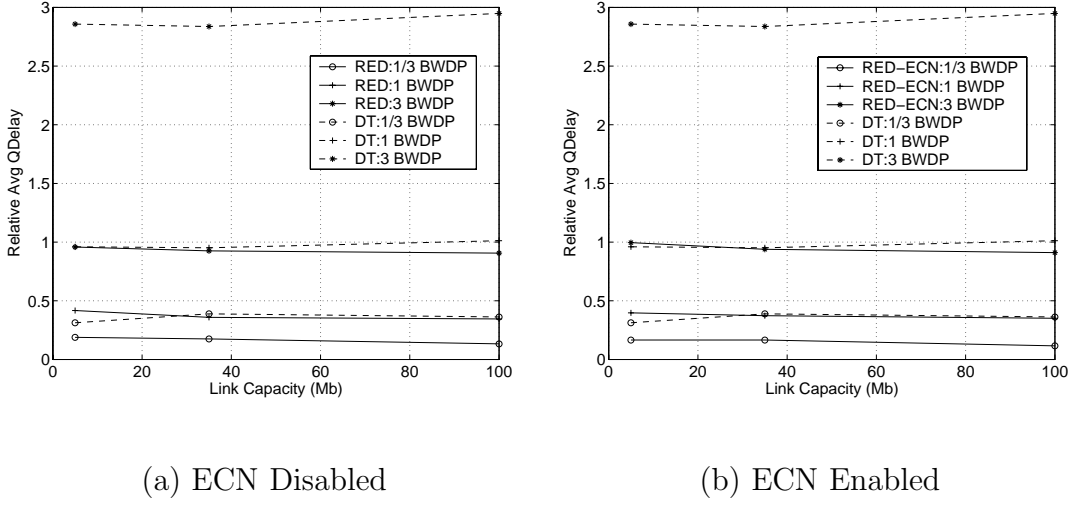 3
2.5
2
1.5
1
0.5
0
Relative Avg QDelay
RED:1/3 BWDP
RED:1 BWDP
RED:3 BWDP
DT:1/3 BWDP
DT:1 BWDP
DT:3 BWDP
0 20 40 60 80 100
Link Capacity (Mb)
(a) ECN Disabled
3
2.5
2
1.5
1
0.5
0
Relative Avg QDelay
RED-ECN:1/3 BWDP
RED-ECN:1 BWDP
RED-ECN:3 BWDP
DT:1/3 BWDP
DT:1 BWDP
DT:3 BWDP
0 20 40 60 80 100
Link Capacity (Mb)
(b) ECN Enabled